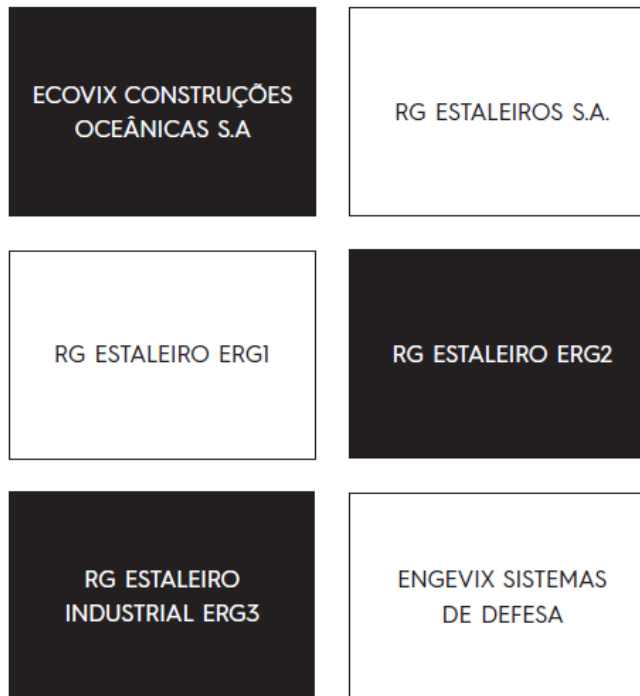 ECOVIX CONSTRUÇÕES
OCEÂNICAS S.A
RG ESTALEIROS S.A.
RG ESTALEIRO ERG1
RG ESTALEIRO ERG2
RG ESTALEIRO
INDUSTRIAL ERG3
ENGEVIX SISTEMAS
DE DEFESA